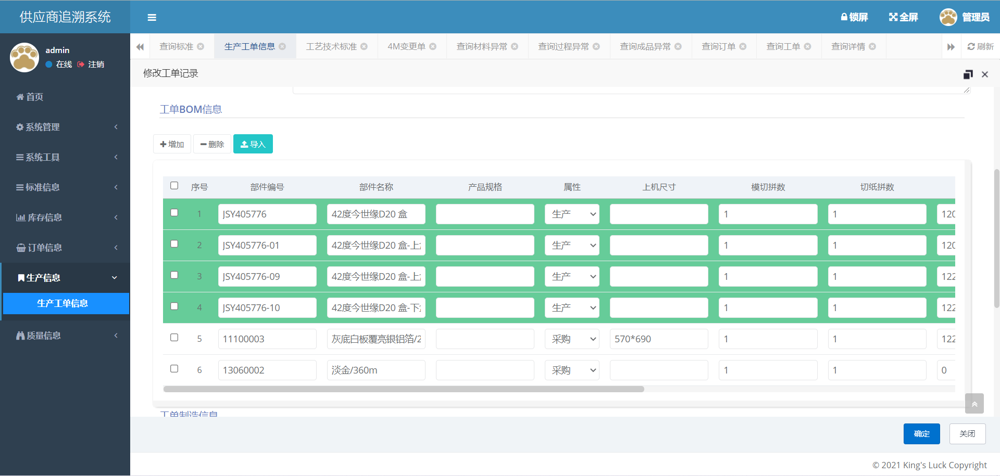 供应商追溯系统
锁屏 全屏 管理员
admin
在线 注销
首页
系统管理
系统工具
标准信息
库存信息
订单信息
生产信息
生产工单信息
质量信息
查询标准 生产工单信息 工艺技术标准 4M变更单 查询材料异常 查询过程异常 查询成品异常 查询订单 查询工单 查询详情 刷新
修改工单记录
工单BOM信息
增加 删除 导入
序号 部件编号 部件名称 产品规格 属性 上机尺寸 模切拼数 切纸拼数
1 JSY405776 42度今世缘D20 盒 生产 1 1 120
2 JSY405776-01 42度今世缘D20 盒-上 生产 1 1 120
3 JSY405776-09 42度今世缘D20 盒-上 生产 1 1 122
4 JSY405776-10 42度今世缘D20 盒-下 生产 1 1 122
5 11100003 灰底白板覆亮银铝箔/2 采购 570*690 1 1 122
6 13060002 淡金/360m 采购 1 1 0
工单制造信息
确定 关闭
© 2021 King's Luck Copyright